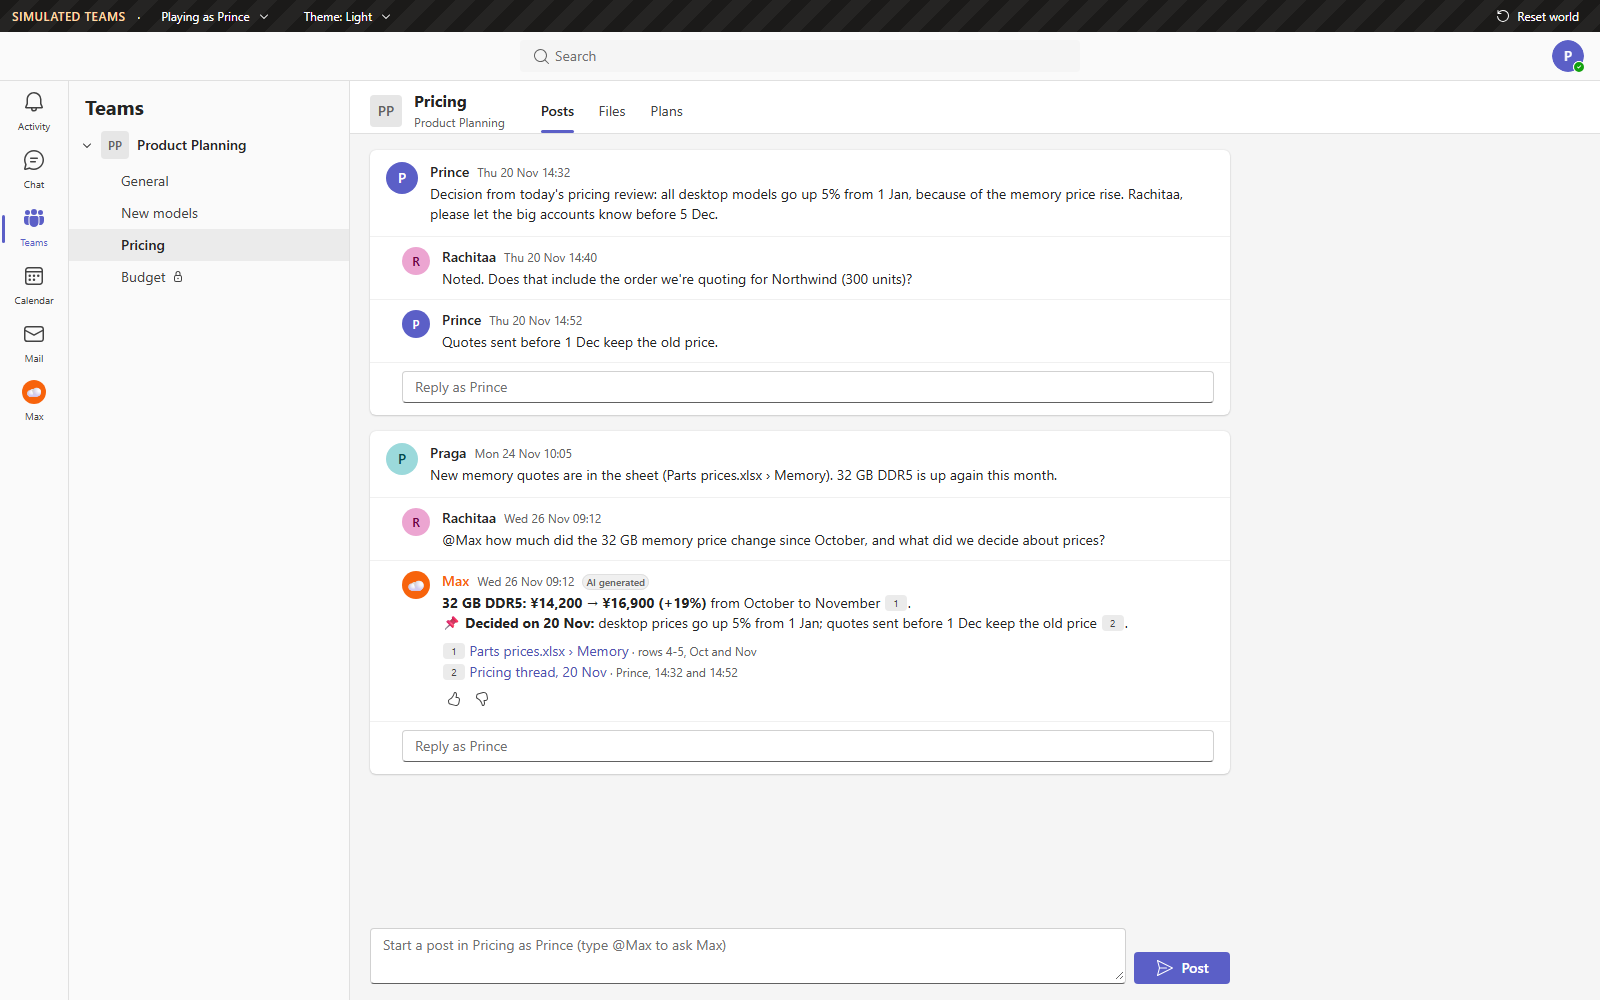 SIMULATED TEAMS · Playing as Prince Theme: Light Reset world
Search
P
Activity
Chat
Teams
Calendar
Mail
Max
Teams
PP Product Planning
General
New models
Pricing
Budget
PP Pricing
Product Planning
Posts Files Plans
P Prince Thu 20 Nov 14:32
Decision from today's pricing review: all desktop models go up 5% from 1 Jan, because of the memory price rise. Rachitaa,
please let the big accounts know before 5 Dec.
R Rachitaa Thu 20 Nov 14:40
Noted. Does that include the order we're quoting for Northwind (300 units)?
P Prince Thu 20 Nov 14:52
Quotes sent before 1 Dec keep the old price.
Reply as Prince
P Praga Mon 24 Nov 10:05
New memory quotes are in the sheet (Parts prices.xlsx › Memory). 32 GB DDR5 is up again this month.
R Rachitaa Wed 26 Nov 09:12
@Max how much did the 32 GB memory price change since October, and what did we decide about prices?
Max Wed 26 Nov 09:12 AI generated
32 GB DDR5: ¥14,200 → ¥16,900 (+19%) from October to November 1 .
📌 Decided on 20 Nov: desktop prices go up 5% from 1 Jan; quotes sent before 1 Dec keep the old price 2 .
1 Parts prices.xlsx › Memory · rows 4-5, Oct and Nov
2 Pricing thread, 20 Nov · Prince, 14:32 and 14:52
Reply as Prince
Start a post in Pricing as Prince (type @Max to ask Max)
Post